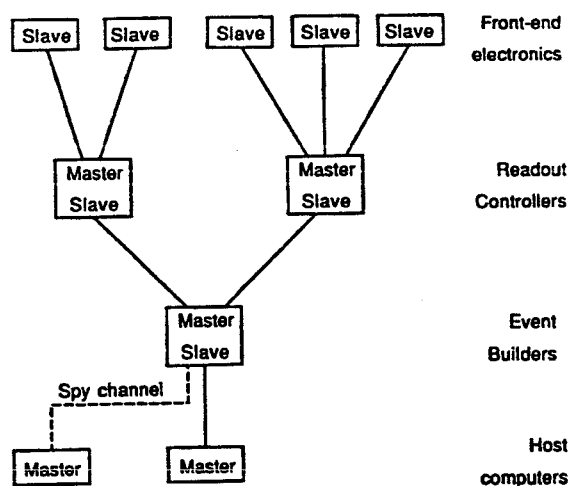 Slave Slave Slave Slave Slave Front-end
electronics
Master Master Readout
Slave Slave Controllers
Master Event
Slave Builders
Spy channel
Master Master Host
computers